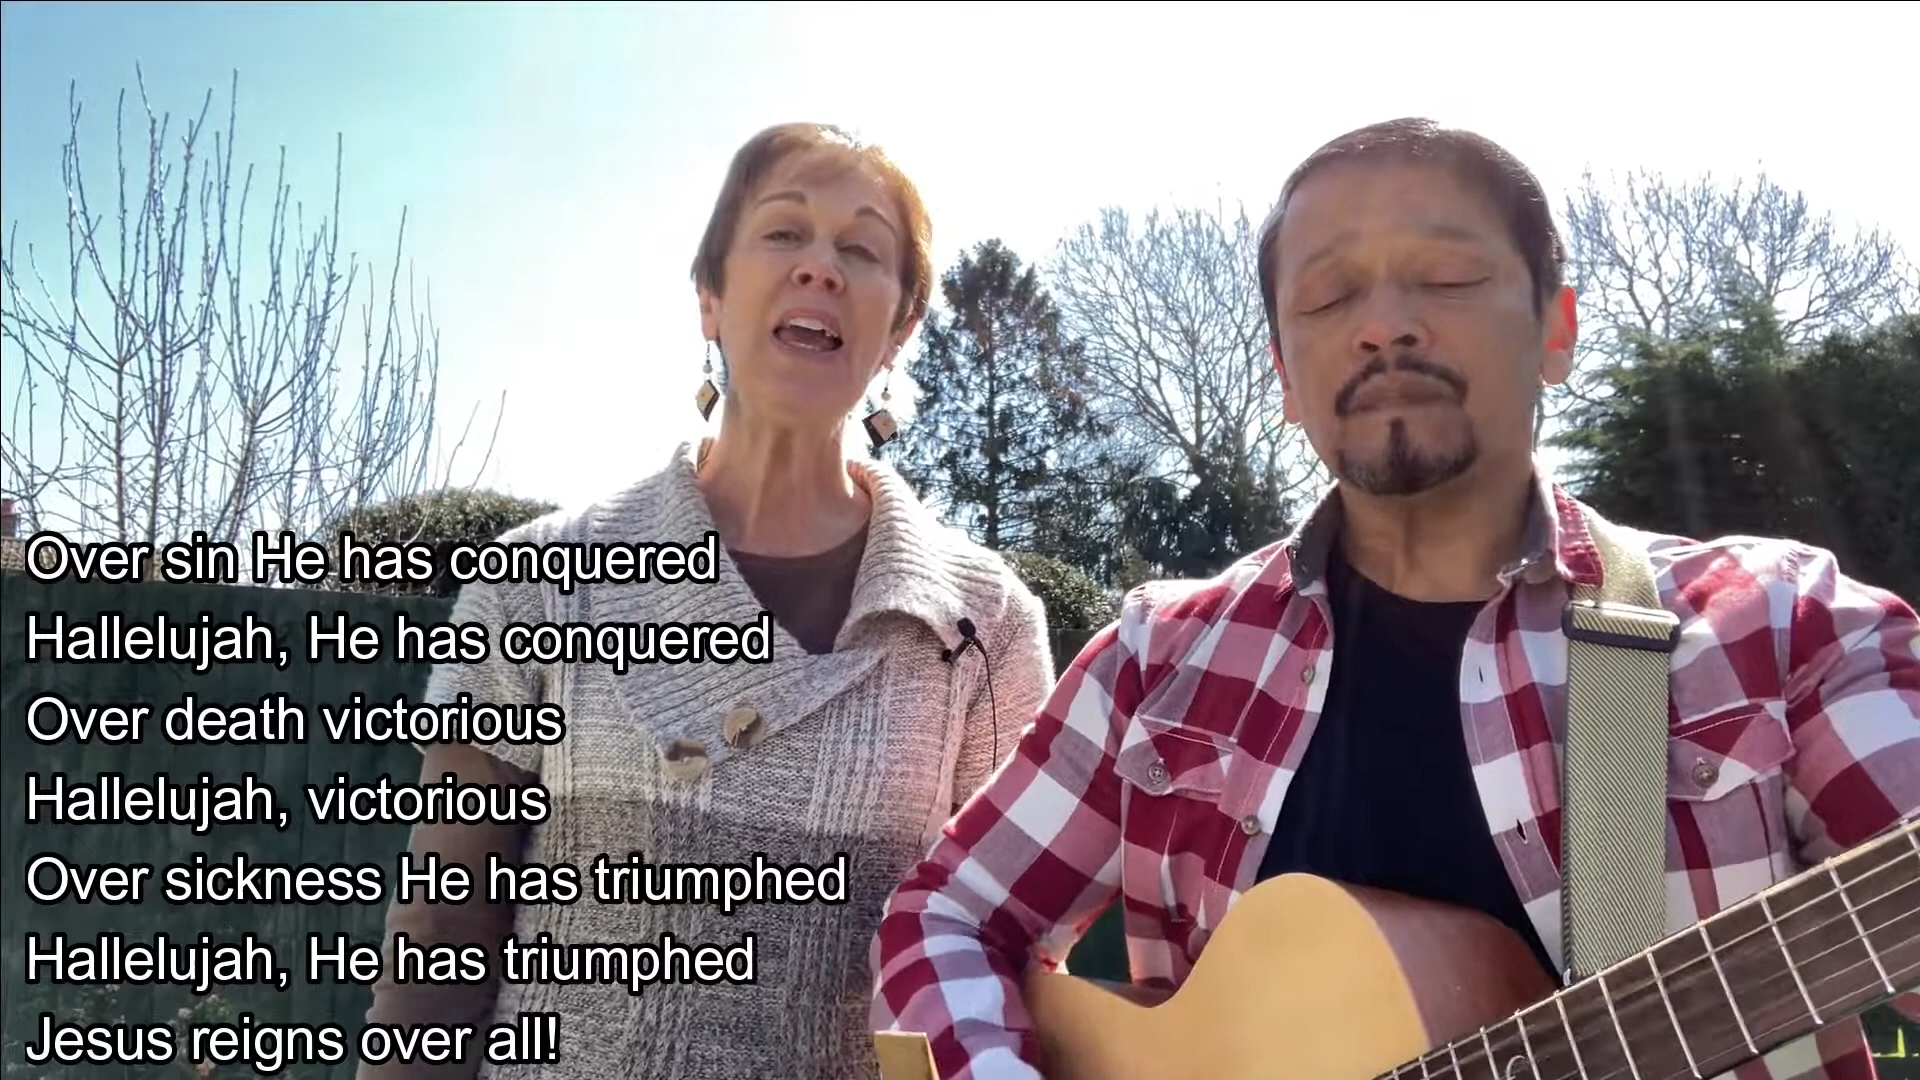 Over sin He has conquered
Hallelujah, He has conquered
Over death victorious
Hallelujah, victorious
Over sickness He has triumphed
Hallelujah, He has triumphed
Jesus reigns over all!